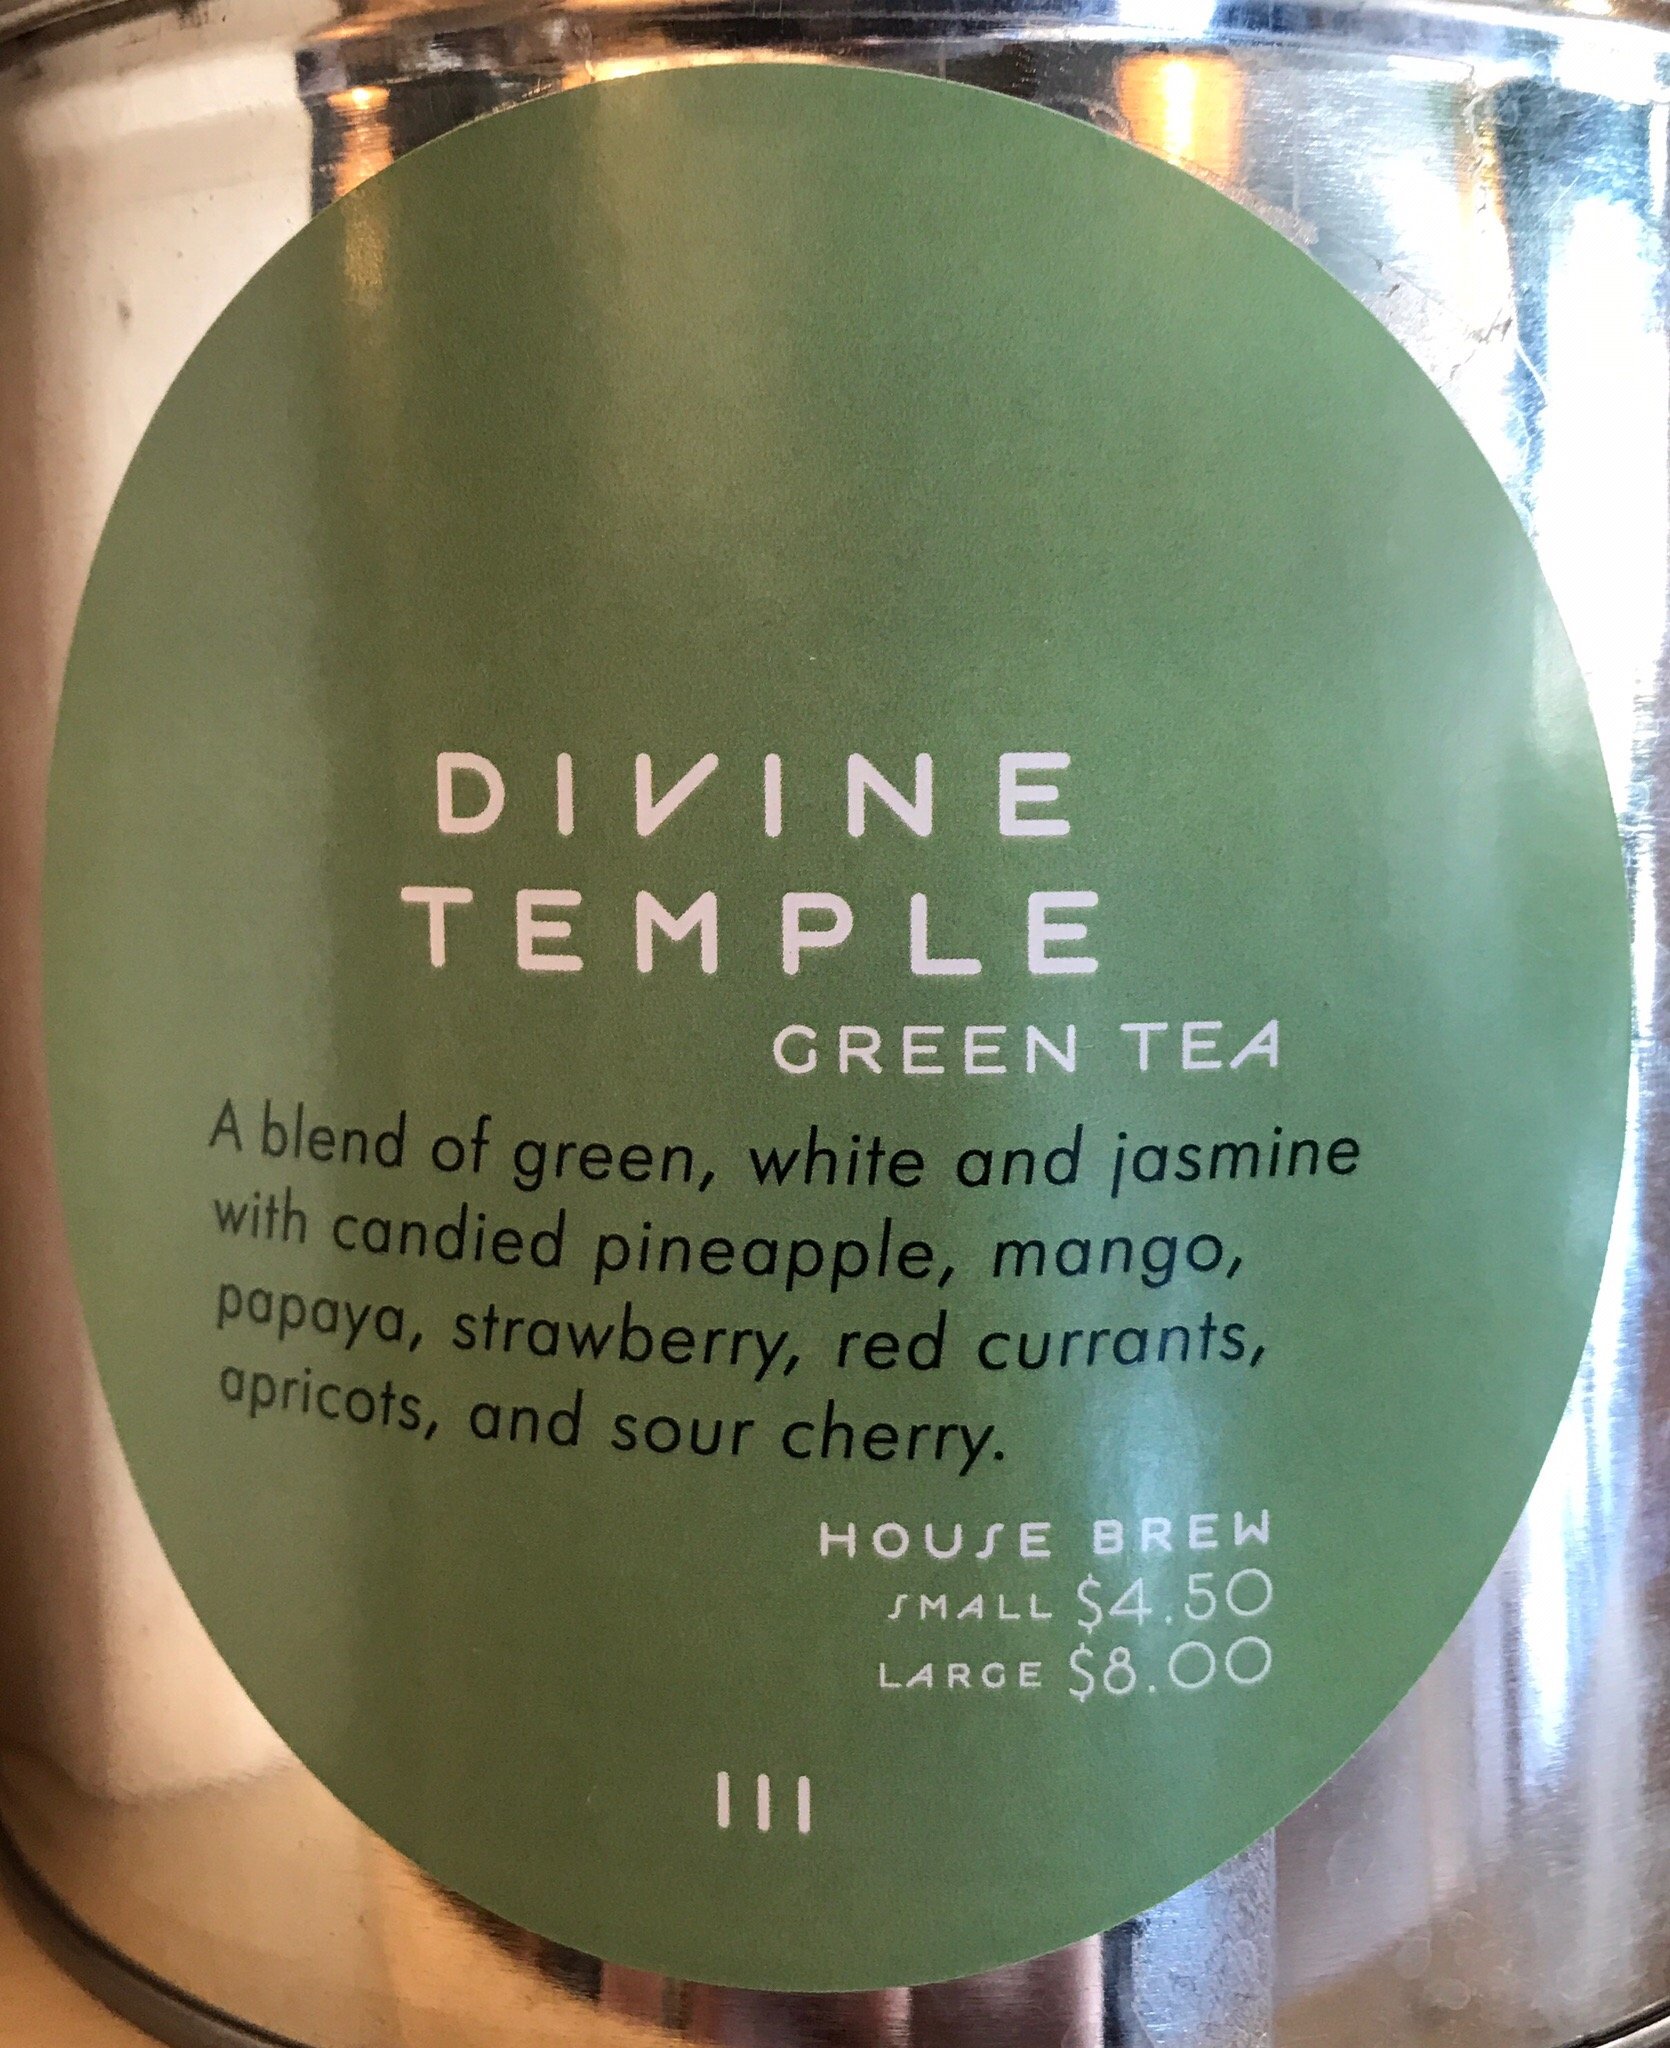 DIVINE
TEMPLE
GREEN TEA
A blend of green, white and jasmine
with candied pineapple, mango,
papaya, strawberry, red currants,
apricots, and sour cherry.
HOUSE BREW
SMALL $4.50
LARGE $8.00
III